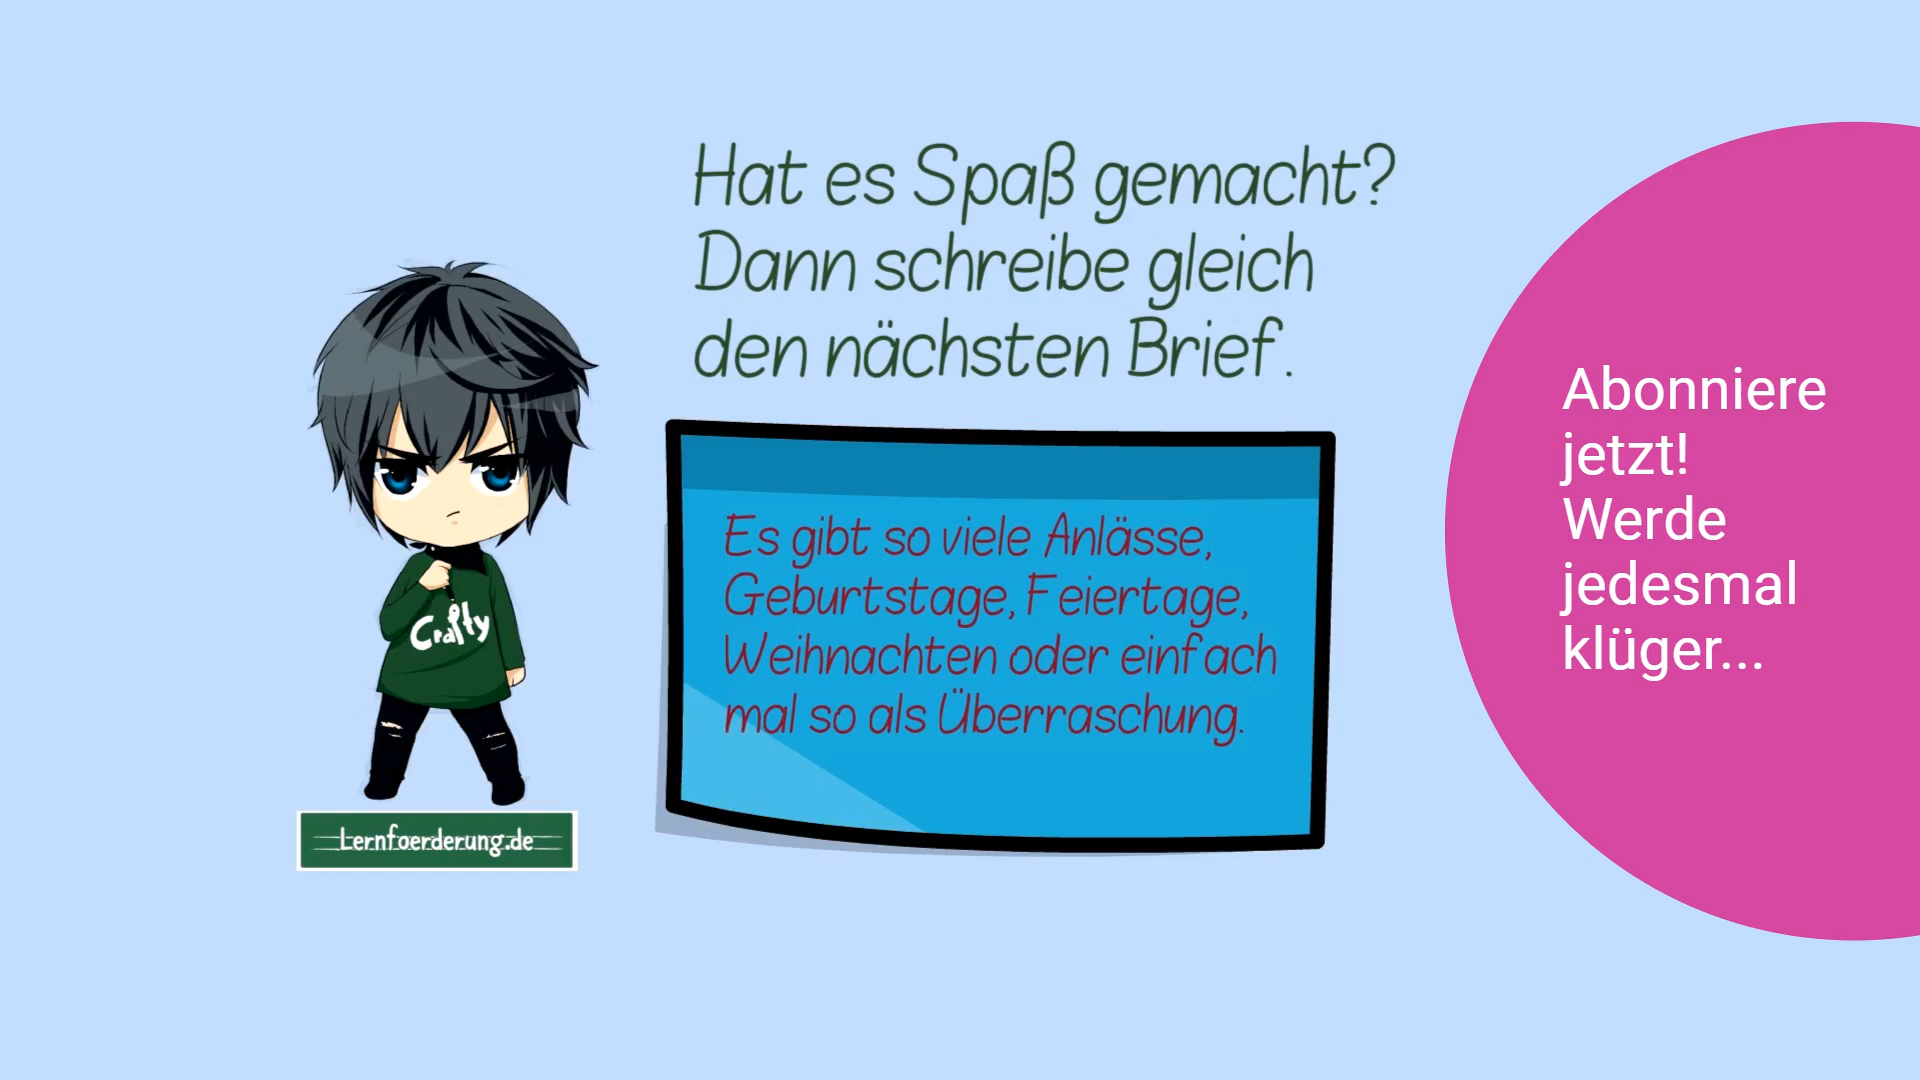 Hat es Spaß gemacht?
Dann schreibe gleich
den nächsten Brief.
Es gibt so viele Anlässe,
Geburtstage, Feiertage,
Weihnachten oder einfach
mal so als Überraschung.
Crafty
Lernfoerderung.de
Abonniere
jetzt!
Werde
jedesmal
klüger...